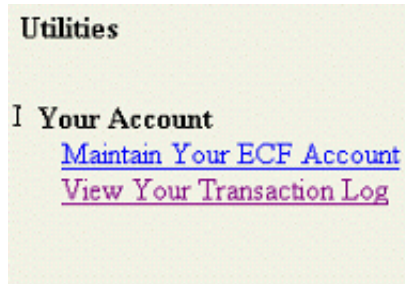 Utilities
Your Account
Maintain Your ECF Account
View Your Transaction Log